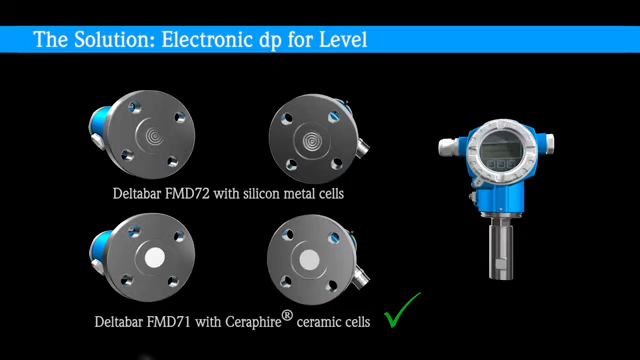 The Solution: Electronic dp for Level
Deltabar FMD72 with silicon metal cells
Deltabar FMD71 with Ceraphire® ceramic cells